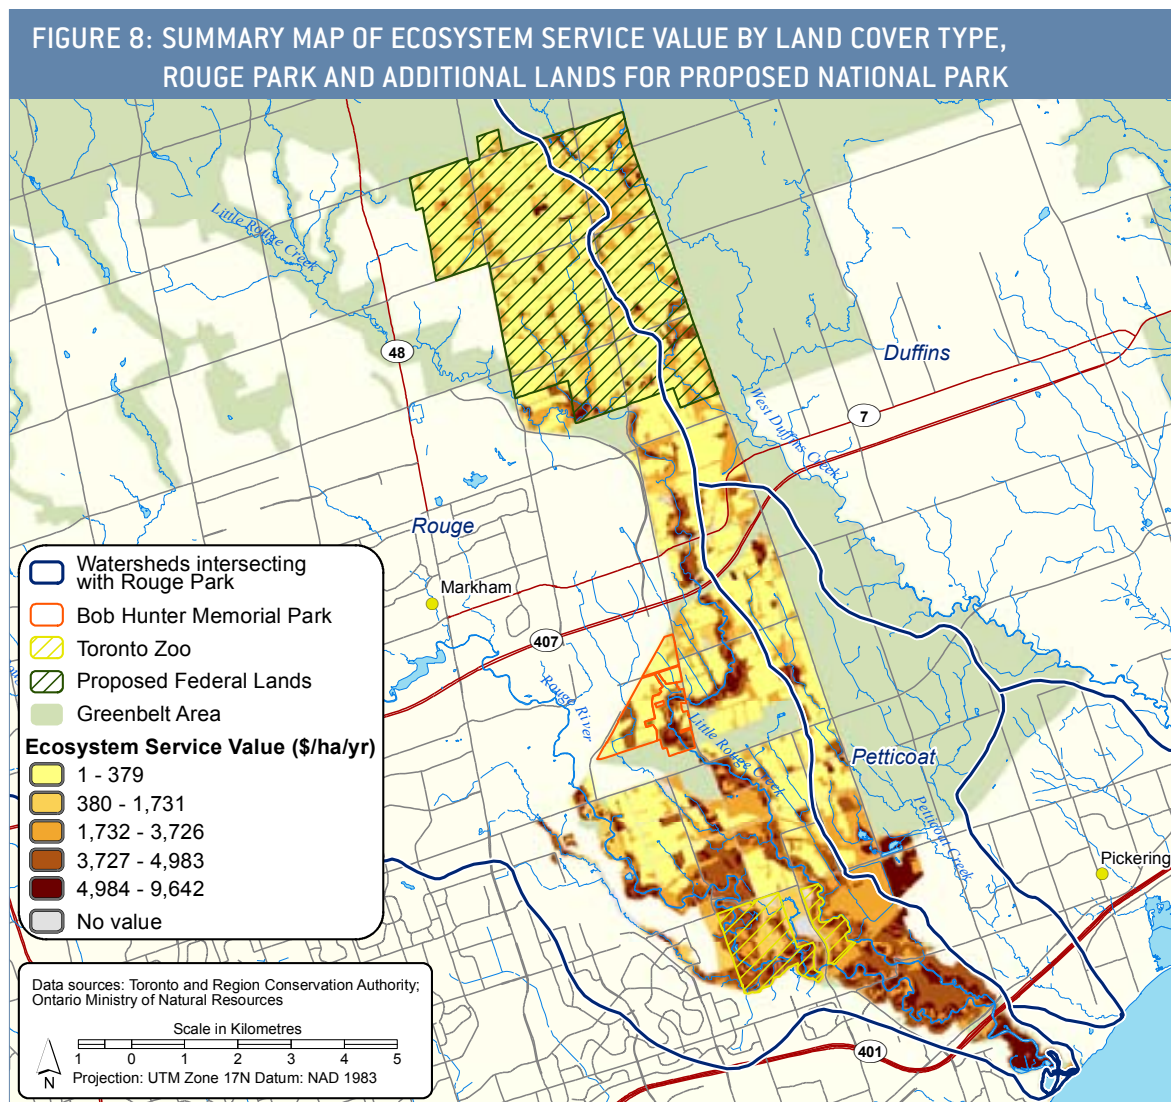 FIGURE 8: SUMMARY MAP OF ECOSYSTEM SERVICE VALUE BY LAND COVER TYPE,
ROUGE PARK AND ADDITIONAL LANDS FOR PROPOSED NATIONAL PARK
Little Rouge Creek
48
Duffins
7
West Duffins Creek
Rouge
Markham
407
Rouge River
Little Rouge Creek
Petticoat
Petticoat Creek
Pickering
401
Watersheds intersecting
with Rouge Park
Bob Hunter Memorial Park
Toronto Zoo
Proposed Federal Lands
Greenbelt Area
Ecosystem Service Value ($/ha/yr)
1 - 379
380 - 1,731
1,732 - 3,726
3,727 - 4,983
4,984 - 9,642
No value
Data sources: Toronto and Region Conservation Authority;
Ontario Ministry of Natural Resources
Scale in Kilometres
1 0 1 2 3 4 5
N
Projection: UTM Zone 17N Datum: NAD 1983